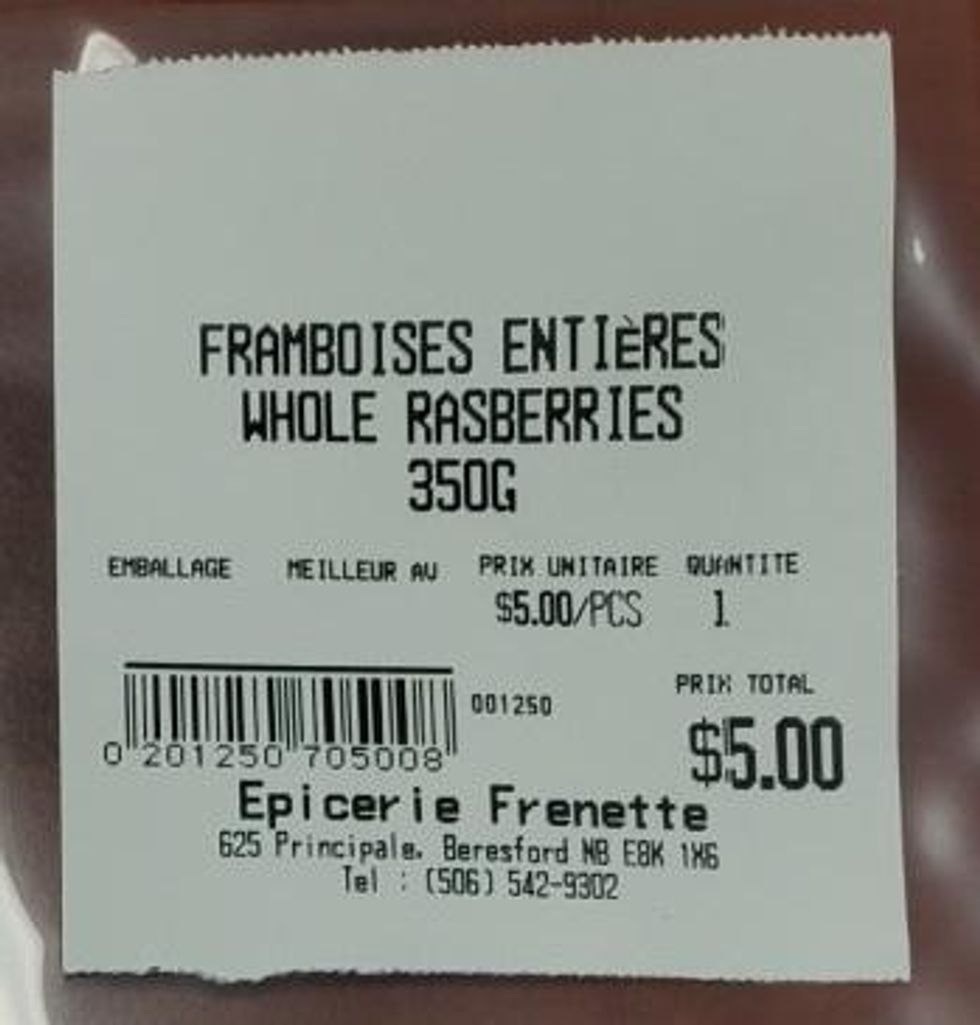 FRAMBOISES ENTIèRES
WHOLE RASBERRIES
350G
EMBALLAGE MEILLEUR AU PRIX UNITAIRE QUANTITE
$5.00/PCS 1
001250
PRIX TOTAL
$5.00
0 201250 705008
Epicerie Frenette
625 Principale. Beresford NB E8K 1X6
Tel : (506) 542-9302